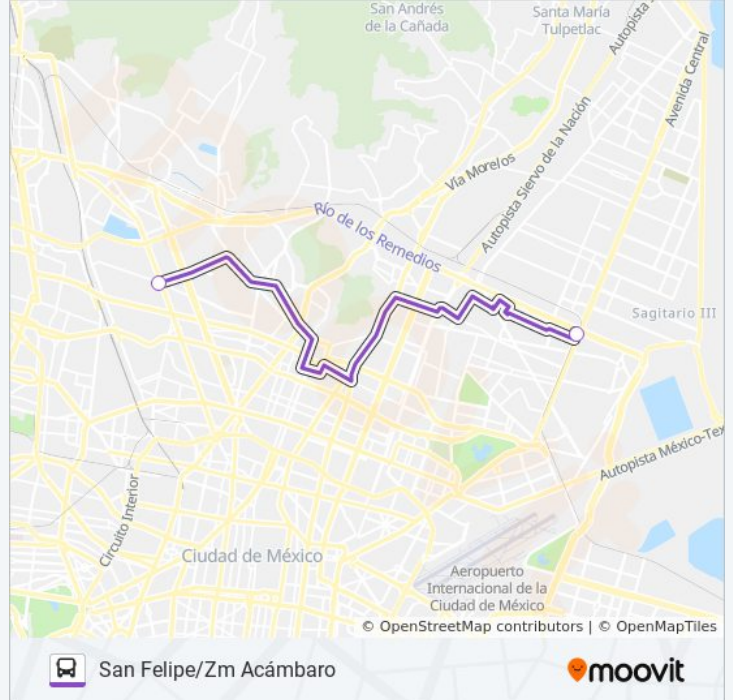 San Andrés
de la Cañada
Santa María
Tulpetlac
Autopista
Avenida Central
Vía Morelos
Autopista Siervo de la Nación
Río de los Remedios
Sagitario III
Autopista México-Tex
Circuito Interior
Ciudad de México
Aeropuerto
Internacional de la
Ciudad de México
© OpenStreetMap contributors | © OpenMapTiles
San Felipe/Zm Acámbaro
moovit